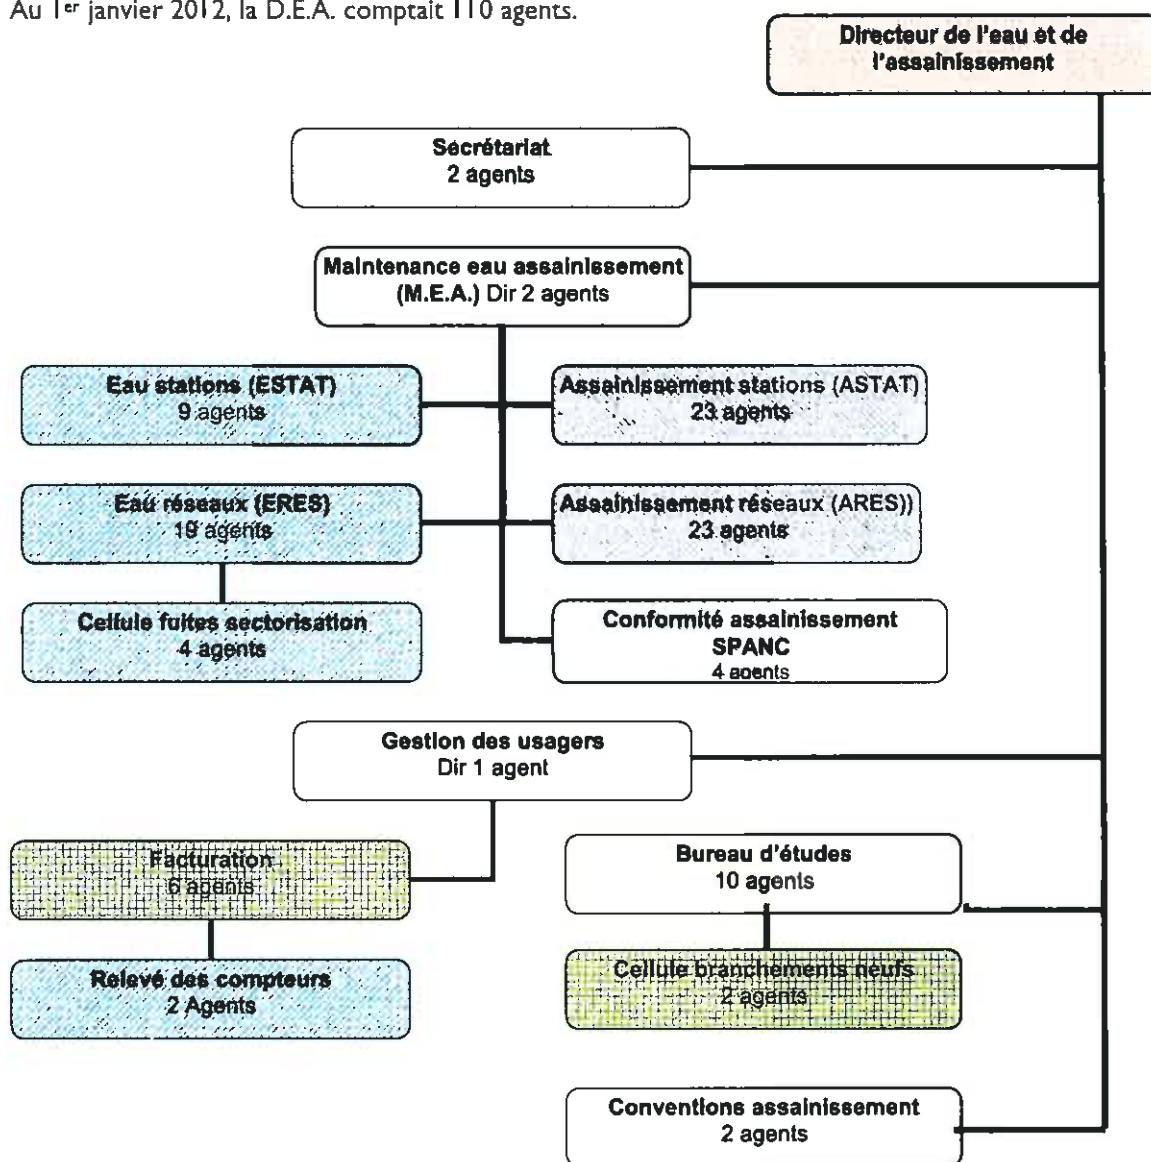 Au 1er janvier 2012, la D.E.A. comptait 110 agents.
Directeur de l'eau et de
l'assainissement
Secrétariat
2 agents
Maintenance eau assainissement
(M.E.A.) Dir 2 agents
Eau stations (ESTAT)
9 agents
Assainissement stations (ASTAT)
23 agents
Eau réseaux (ERES)
19 agents
Assainissement réseaux (ARES))
23 agents
Cellule fuites sectorisation
4 agents
Conformité assainissement
SPANC
4 agents
Gestion des usagers
Dir 1 agent
Facturation
6 agents
Bureau d'études
10 agents
Relevé des compteurs
2 Agents
Cellule branchements neufs
2 agents
Conventions assainissement
2 agents